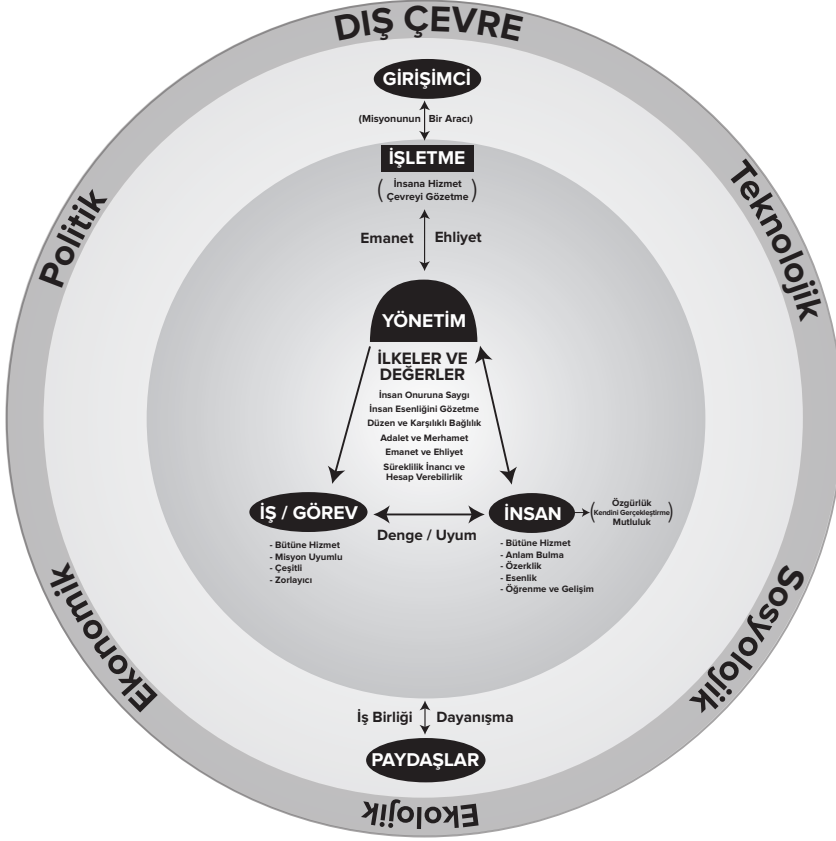 DIŞ ÇEVRE
GİRİŞİMCİ
(Misyonunun Bir Aracı)
İŞLETME
(İnsana Hizmet
Çevreyi Gözetme)
Emanet Ehliyet
Politik
Teknolojik
YÖNETİM
İLKELER VE
DEĞERLER
İnsan Onuruna Saygı
İnsan Esenliğini Gözetme
Düzen ve Karşılıklı Bağlılık
Adalet ve Merhamet
Emanet ve Ehliyet
Süreklilik İnancı ve
Hesap Verebilirlik
İŞ / GÖREV
Denge / Uyum
İNSAN
(Özgürlük
Kendini Gerçekleştirme
Mutluluk)
- Bütüne Hizmet
- Misyon Uyumlu
- Çeşitli
- Zorlayıcı
- Bütüne Hizmet
- Anlam Bulma
- Özerklik
- Esenlik
- Öğrenme ve Gelişim
Ekonomik
Sosyolojik
İş Birliği Dayanışma
PAYDAŞLAR
Ekolojik